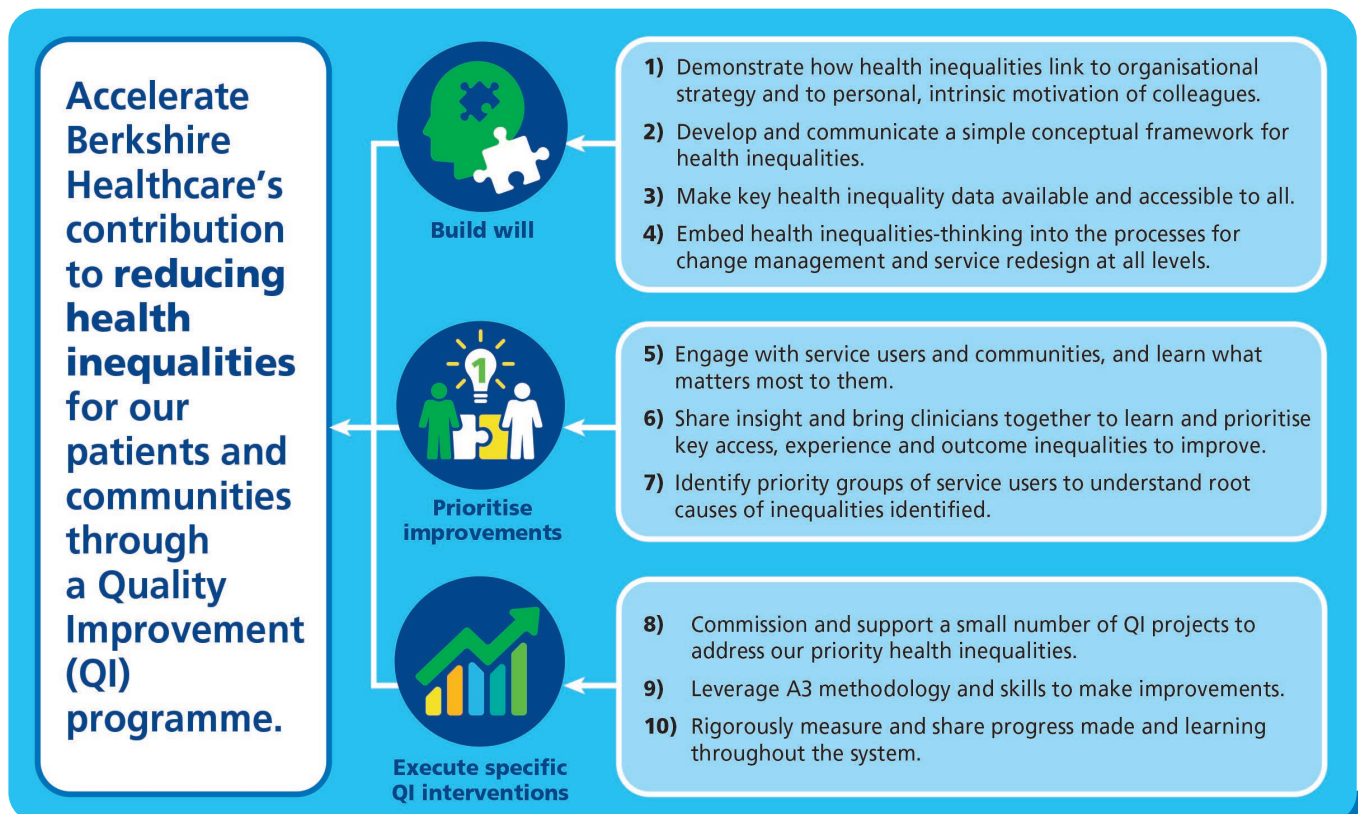 Accelerate
Berkshire
Healthcare’s
contribution
to reducing
health
inequalities
for our
patients and
communities
through
a Quality
Improvement
(QI)
programme.
Build will
1) Demonstrate how health inequalities link to organisational
strategy and to personal, intrinsic motivation of colleagues.
2) Develop and communicate a simple conceptual framework for
health inequalities.
3) Make key health inequality data available and accessible to all.
4) Embed health inequalities-thinking into the processes for
change management and service redesign at all levels.
1
Prioritise
improvements
5) Engage with service users and communities, and learn what
matters most to them.
6) Share insight and bring clinicians together to learn and prioritise
key access, experience and outcome inequalities to improve.
7) Identify priority groups of service users to understand root
causes of inequalities identified.
Execute specific
QI interventions
8) Commission and support a small number of QI projects to
address our priority health inequalities.
9) Leverage A3 methodology and skills to make improvements.
10) Rigorously measure and share progress made and learning
throughout the system.